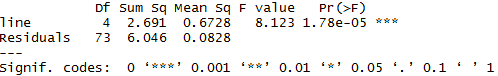 Df Sum Sq Mean Sq F value Pr(>F)
line 4 2.691 0.6728 8.123 1.78e-05 ***
Residuals 73 6.046 0.0828
---
Signif. codes: 0 ‘***’ 0.001 ‘**’ 0.01 ‘*’ 0.05 ‘.’ 0.1 ‘ ’ 1